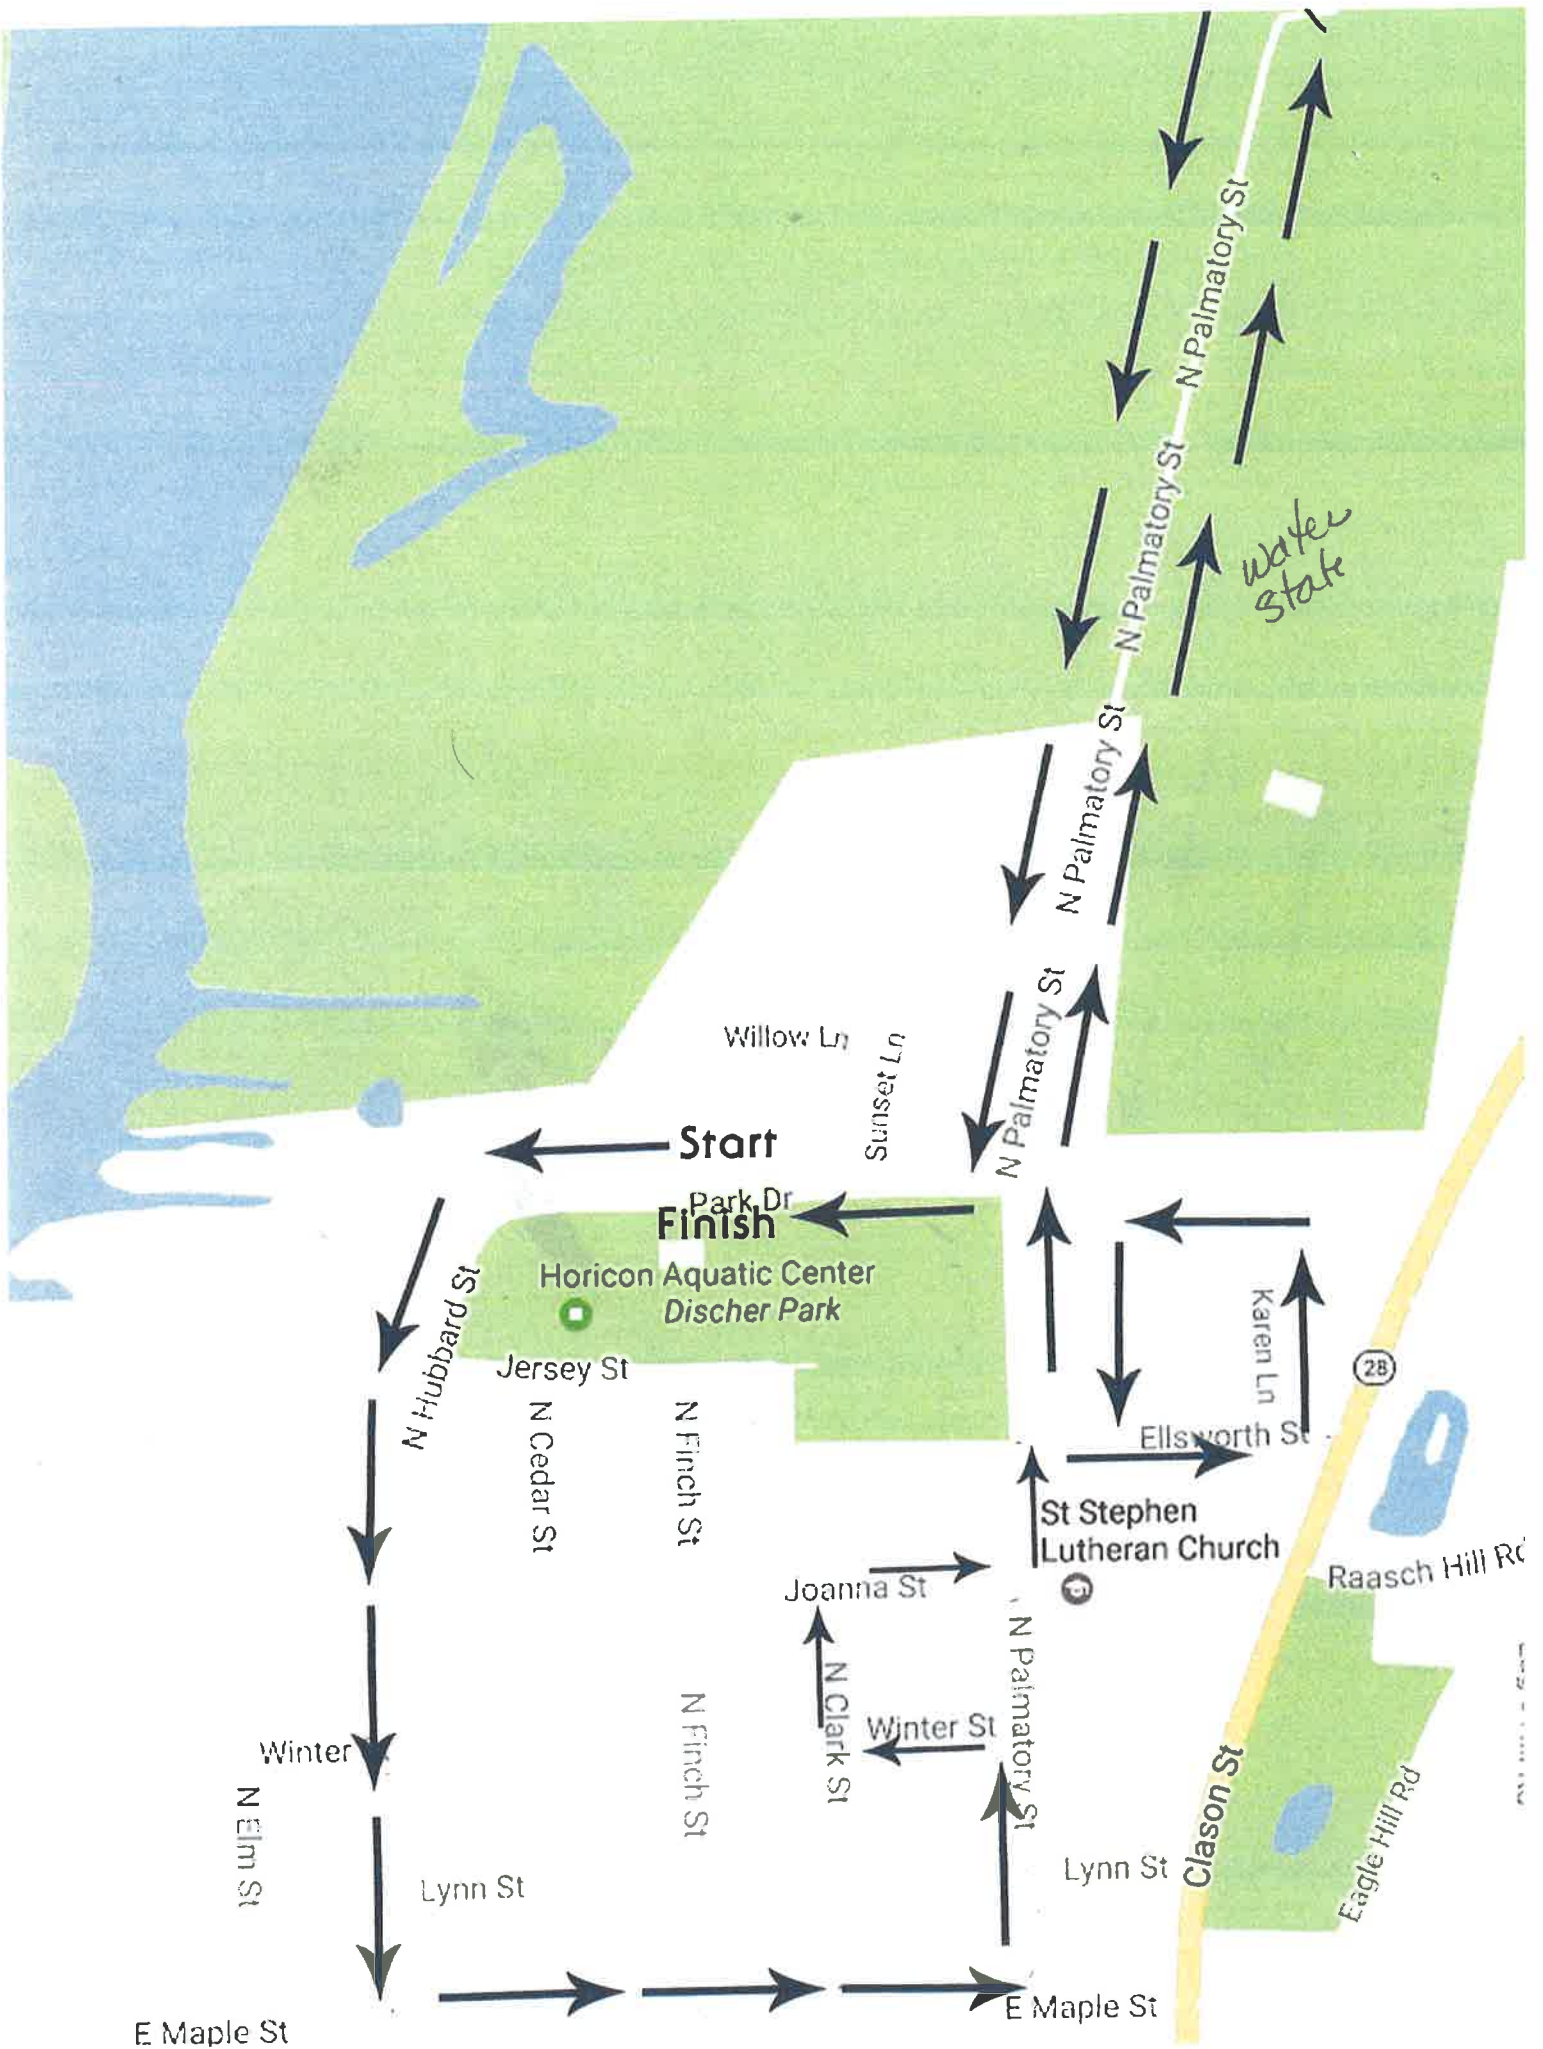 N Palmatory St
N Palmatory St
water
State
N Palmatory St
N Palmatory St
Willow Ln
Sunset Ln
Start
Park Dr
Finish
Horicon Aquatic Center
Discher Park
N Hubbard St
Jersey St
Karen Ln
28
N Cedar St
N Finch St
Ellsworth St
St Stephen
Lutheran Church
Raasch Hill Rd
Joanna St
N Palmatory St
N Clark St
N Finch St
Winter St
Winter
N Elm St
Lynn St
Lynn St
Clason St
Eagle Hill Rd
E Maple St
E Maple St